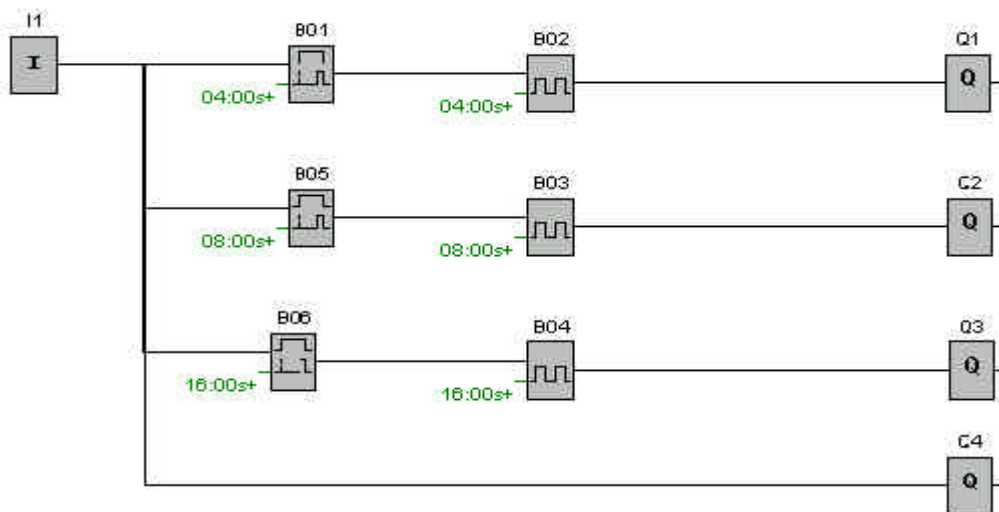 I1
I
B01
04:00s+
B02
04:00s+
Q1
Q
B05
08:00s+
B03
08:00s+
C2
Q
B06
16:00s+
B04
16:00s+
Q3
Q
C4
Q